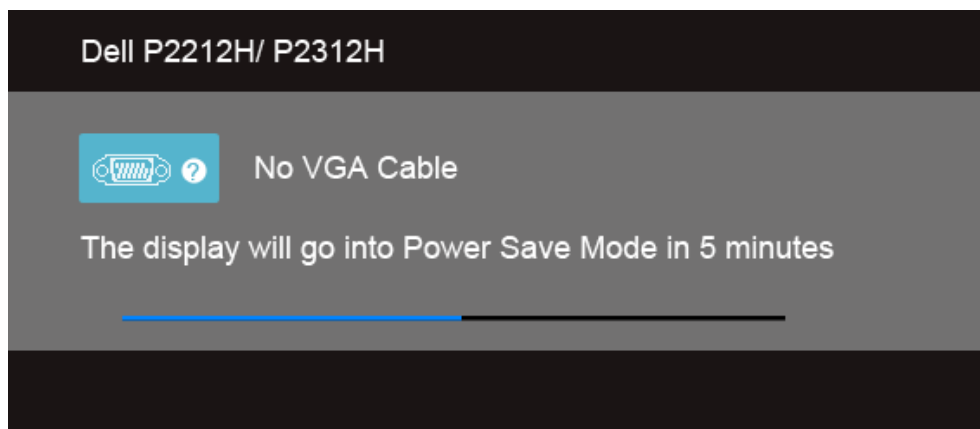 Dell P2212H/ P2312H
? No VGA Cable
The display will go into Power Save Mode in 5 minutes